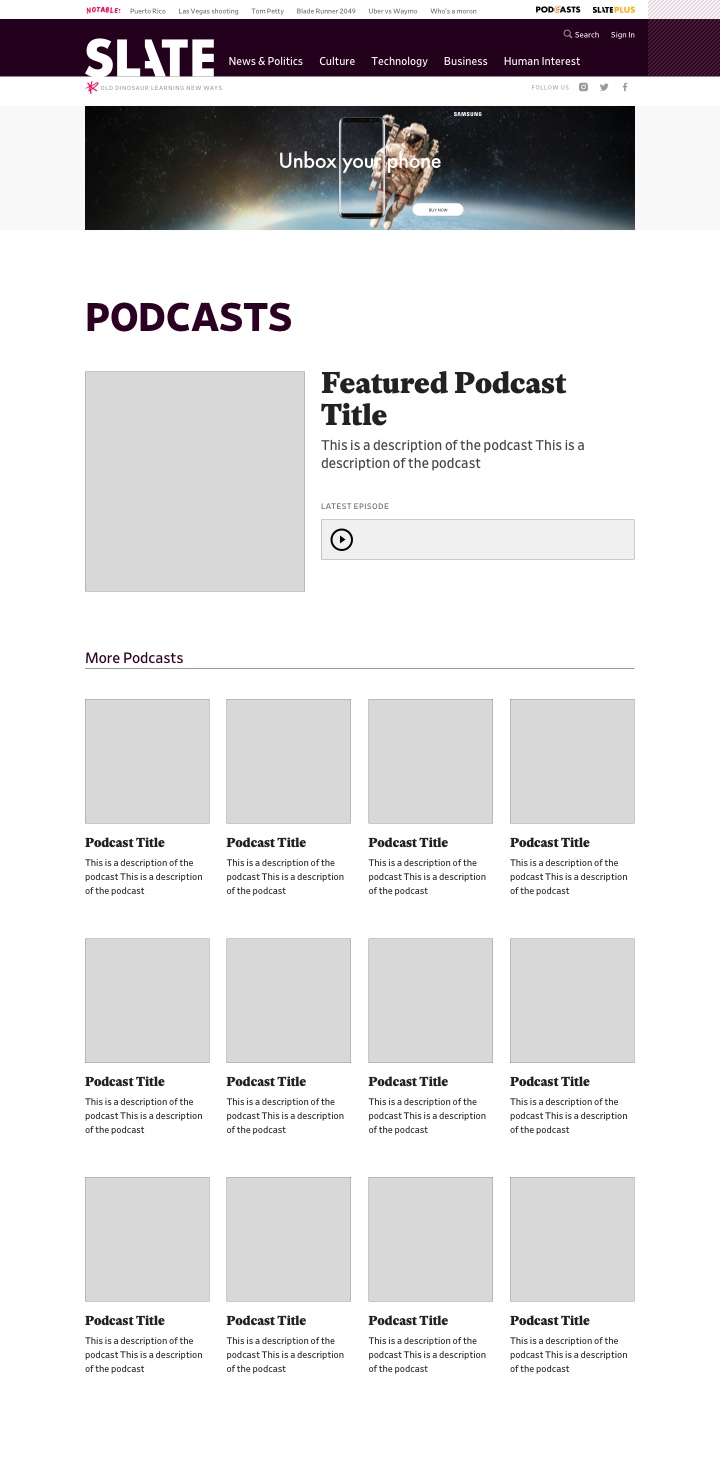 NOTABLE! Puerto Rico Las Vegas shooting Tom Petty Blade Runner 2049 Uber vs Waymo Who's a moron PODCASTS SLATE PLUS
Search Sign In
SLATE News & Politics Culture Technology Business Human Interest
OLD DINOSAUR LEARNING NEW WAYS FOLLOW US
SAMSUNG
Unbox your phone
BUY NOW
PODCASTS
Featured Podcast
Title
This is a description of the podcast This is a
description of the podcast
LATEST EPISODE
More Podcasts
Podcast Title Podcast Title Podcast Title Podcast Title
This is a description of the This is a description of the This is a description of the This is a description of the
podcast This is a description podcast This is a description podcast This is a description podcast This is a description
of the podcast of the podcast of the podcast of the podcast
Podcast Title Podcast Title Podcast Title Podcast Title
This is a description of the This is a description of the This is a description of the This is a description of the
podcast This is a description podcast This is a description podcast This is a description podcast This is a description
of the podcast of the podcast of the podcast of the podcast
Podcast Title Podcast Title Podcast Title Podcast Title
This is a description of the This is a description of the This is a description of the This is a description of the
podcast This is a description podcast This is a description podcast This is a description podcast This is a description
of the podcast of the podcast of the podcast of the podcast